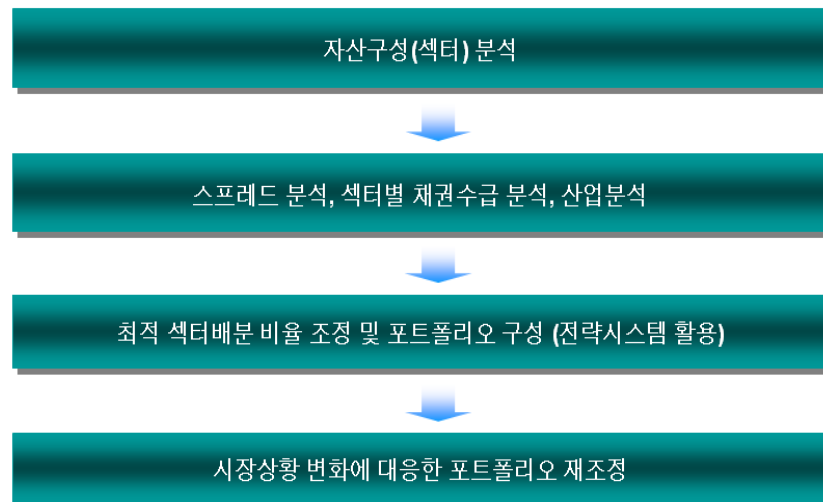 자산구성(섹터) 분석
스프레드 분석, 섹터별 채권수급 분석, 산업분석
최적 섹터배분 비율 조정 및 포트폴리오 구성 (전략시스템 활용)
시장상황 변화에 대응한 포트폴리오 재조정